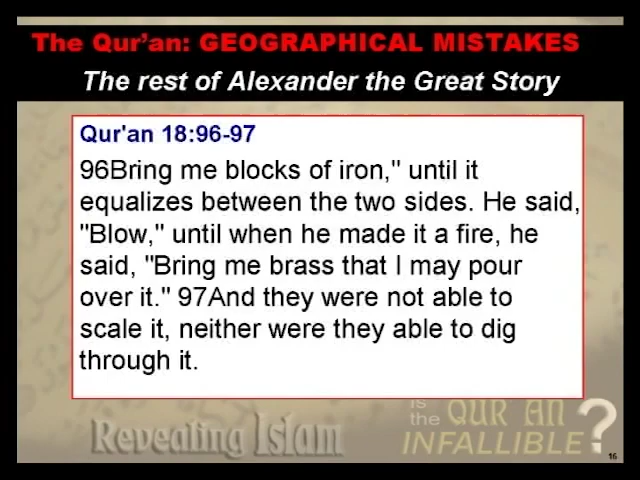 The Qur’an: GEOGRAPHICAL MISTAKES
The rest of Alexander the Great Story
Qur'an 18:96-97
96Bring me blocks of iron," until it
equalizes between the two sides. He said,
"Blow," until when he made it a fire, he
said, "Bring me brass that I may pour
over it." 97And they were not able to
scale it, neither were they able to dig
through it.
Revealing Islam
is
the QUR'AN
INFALLIBLE?
16